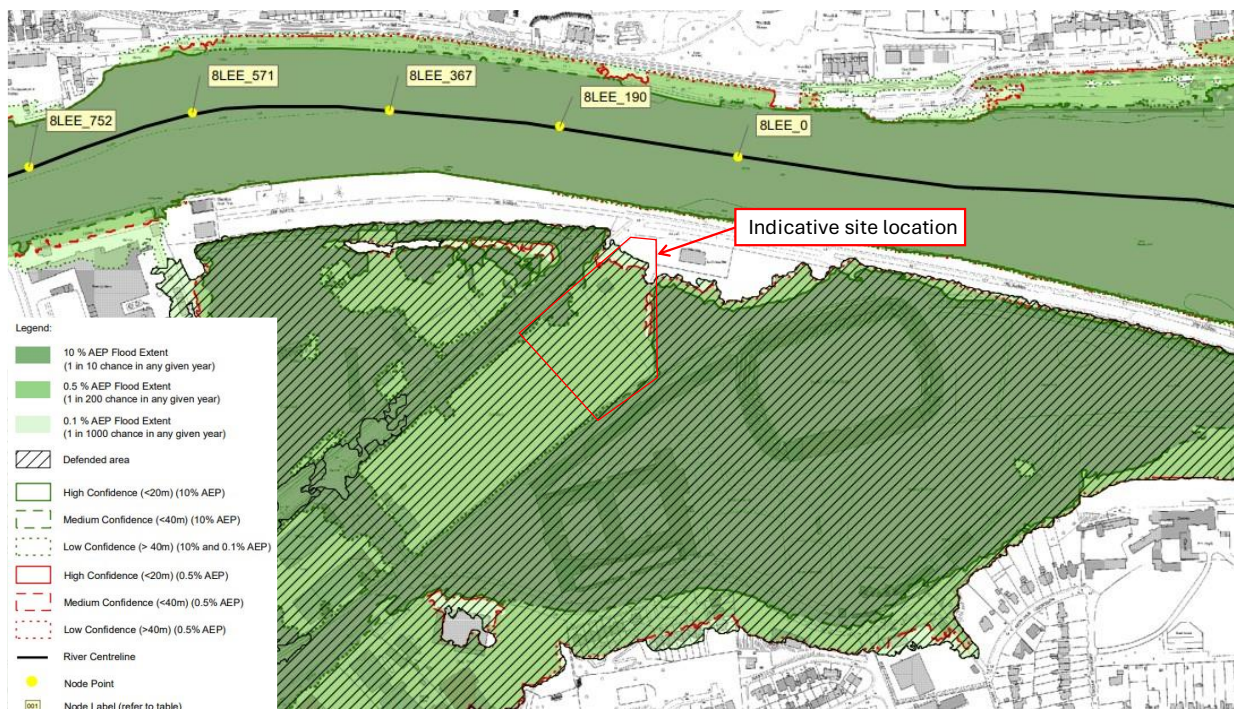 8LEE_571
8LEE_367
8LEE_190
8LEE_752
8LEE_0
Indicative site location
Legend:
10 % AEP Flood Extent
(1 in 10 chance in any given year)
0.5 % AEP Flood Extent
(1 in 200 chance in any given year)
0.1 % AEP Flood Extent
(1 in 1000 chance in any given year)
Defended area
High Confidence (<20m) (10% AEP)
Medium Confidence (<40m) (10% AEP)
Low Confidence (> 40m) (10% and 0.1% AEP)
High Confidence (<20m) (0.5% AEP)
Medium Confidence (<40m) (0.5% AEP)
Low Confidence (>40m) (0.5% AEP)
River Centreline
Node Point
001
Node Label (refer to table)